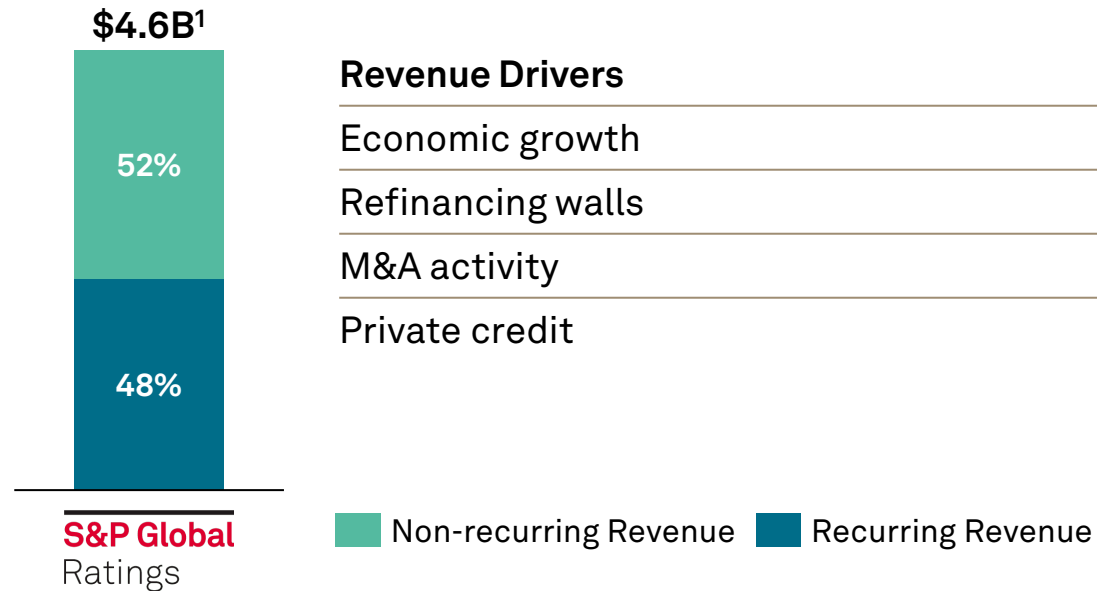 $4.6B¹
52%
48%
S&P Global
Ratings
Revenue Drivers
Economic growth
Refinancing walls
M&A activity
Private credit
Non-recurring Revenue
Recurring Revenue